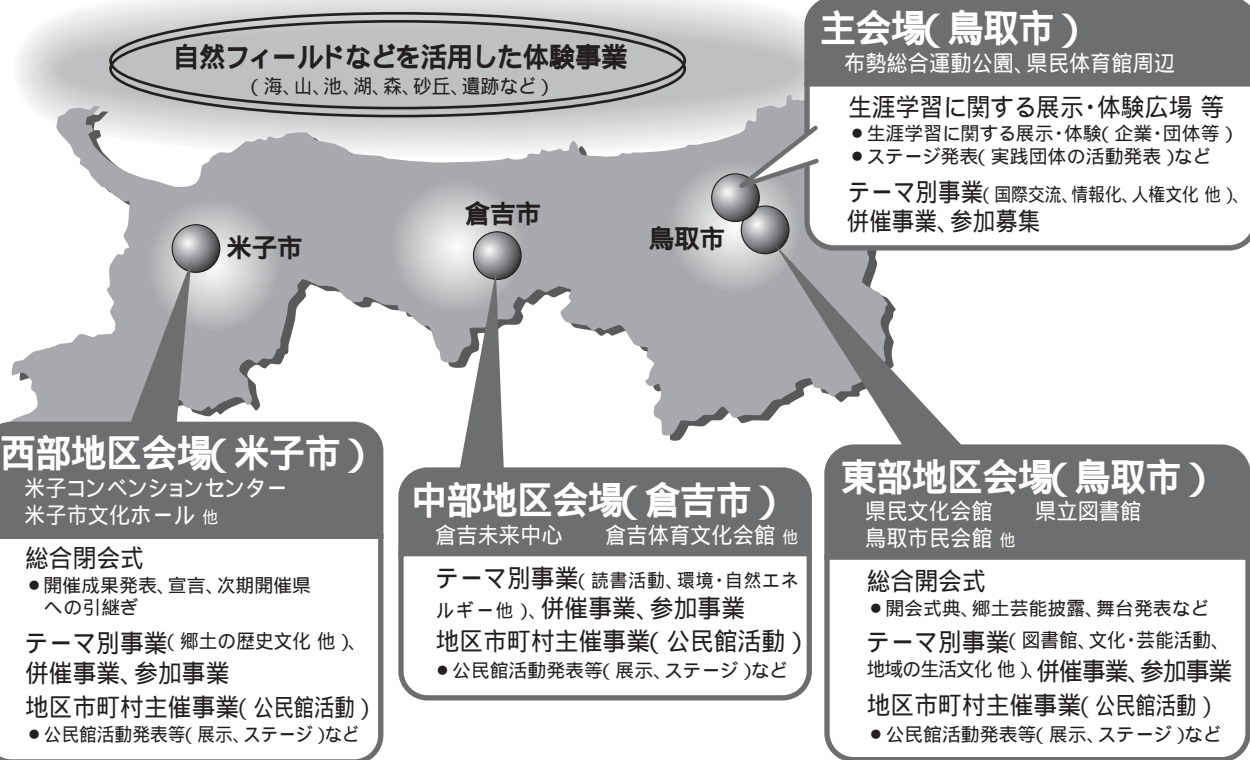 自然フィールドなどを活用した体験事業
(海、山、池、湖、森、砂丘、遺跡など)
主会場(鳥取市)
布勢総合運動公園、県民体育館周辺
生涯学習に関する展示・体験広場 等
●生涯学習に関する展示・体験(企業・団体等)
●ステージ発表(実践団体の活動発表)など
テーマ別事業(国際交流、情報化、人権文化 他)、
併催事業、参加募集
米子市
倉吉市
鳥取市
西部地区会場(米子市)
米子コンベンションセンター
米子市文化ホール 他
総合閉会式
●開催成果発表、宣言、次期開催県
への引継ぎ
テーマ別事業(郷土の歴史文化 他)、
併催事業、参加事業
地区市町村主催事業(公民館活動)
●公民館活動発表等(展示、ステージ)など
中部地区会場(倉吉市)
倉吉未来中心 倉吉体育文化会館 他
テーマ別事業(読書活動、環境・自然エネ
ルギー他)、併催事業、参加事業
地区市町村主催事業(公民館活動)
●公民館活動発表等(展示、ステージ)など
東部地区会場(鳥取市)
県民文化会館 県立図書館
鳥取市民会館 他
総合開会式
●開会式典、郷土芸能披露、舞台発表など
テーマ別事業(図書館、文化・芸能活動、
地域の生活文化 他)、併催事業、参加事業
地区市町村主催事業(公民館活動)
●公民館活動発表等(展示、ステージ)など